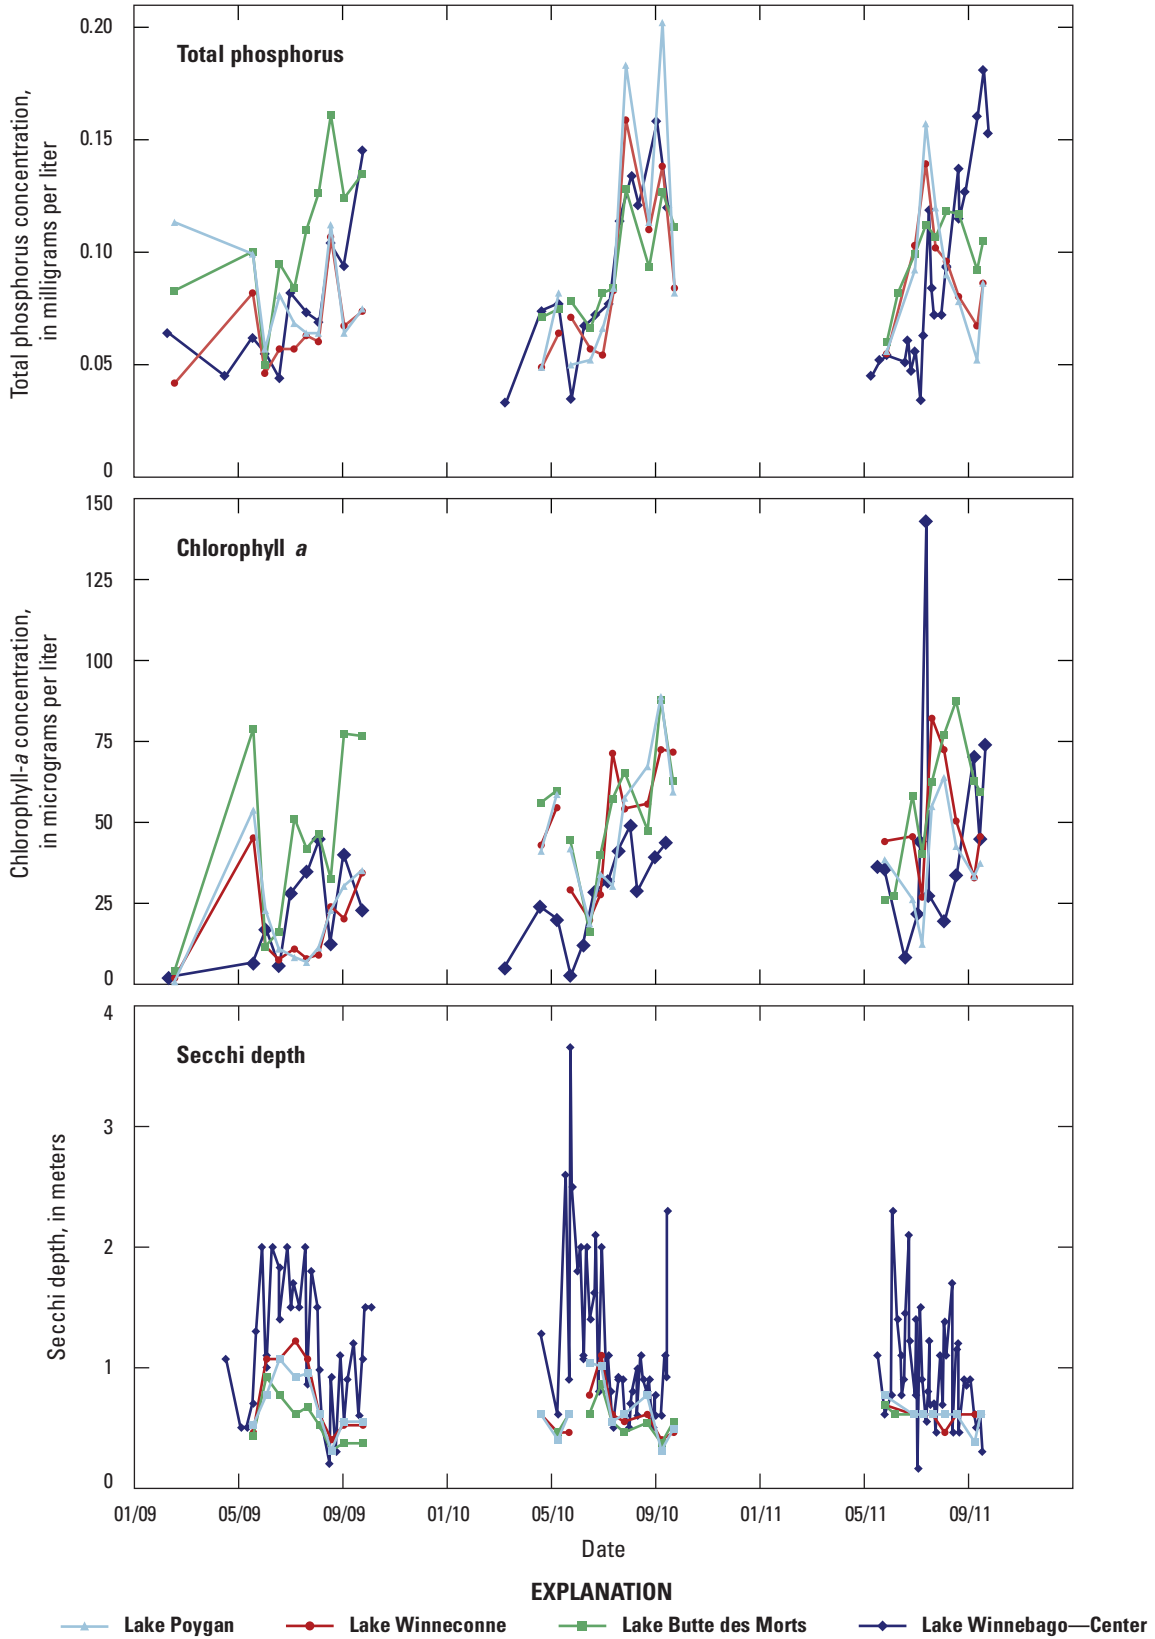 Total phosphorus concentration,
in milligrams per liter
0.20
0.15
0.10
0.05
0
Total phosphorus
Chlorophyll-a concentration,
in micrograms per liter
150
125
100
75
50
25
0
Chlorophyll a
Secchi depth, in meters
4
3
2
1
0
Secchi depth
01/09 05/09 09/09 01/10 05/10 09/10 01/11 05/11 09/11
Date
EXPLANATION
Lake Poygan Lake Winneconne Lake Butte des Morts Lake Winnebago—Center